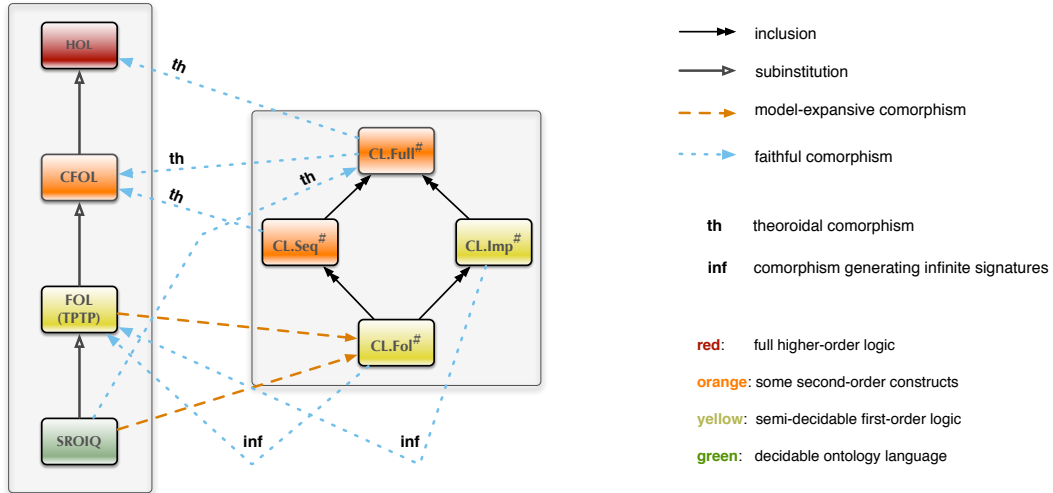 HOL
th
CL.Full#
th
CFOL
th
th
CL.Seq#
CL.Imp#
FOL
(TPTP)
CL.Fol#
SROIQ
inf
inf
inclusion
subinstitution
model-expansive comorphism
faithful comorphism
th theoroidal comorphism
inf comorphism generating infinite signatures
red: full higher-order logic
orange: some second-order constructs
yellow: semi-decidable first-order logic
green: decidable ontology language